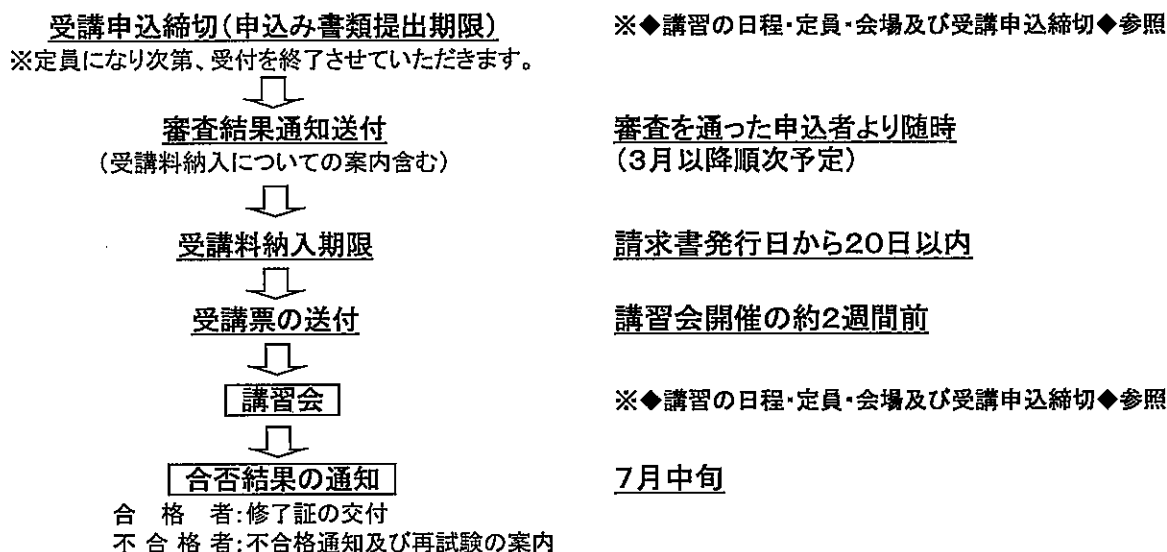 受講申込締切(申込み書類提出期限)
※◆講習の日程・定員・会場及び受講申込締切◆参照
※定員になり次第、受付を終了させていただきます。
審査結果通知送付
審査を通った申込者より随時
(受講料納入についての案内含む)
(3月以降順次予定)
受講料納入期限
請求書発行日から20日以内
受講票の送付
講習会開催の約2週間前
講習会
※◆講習の日程・定員・会場及び受講申込締切◆参照
合否結果の通知
7月中旬
合 格 者:修了証の交付
不 合 格 者:不合格通知及び再試験の案内